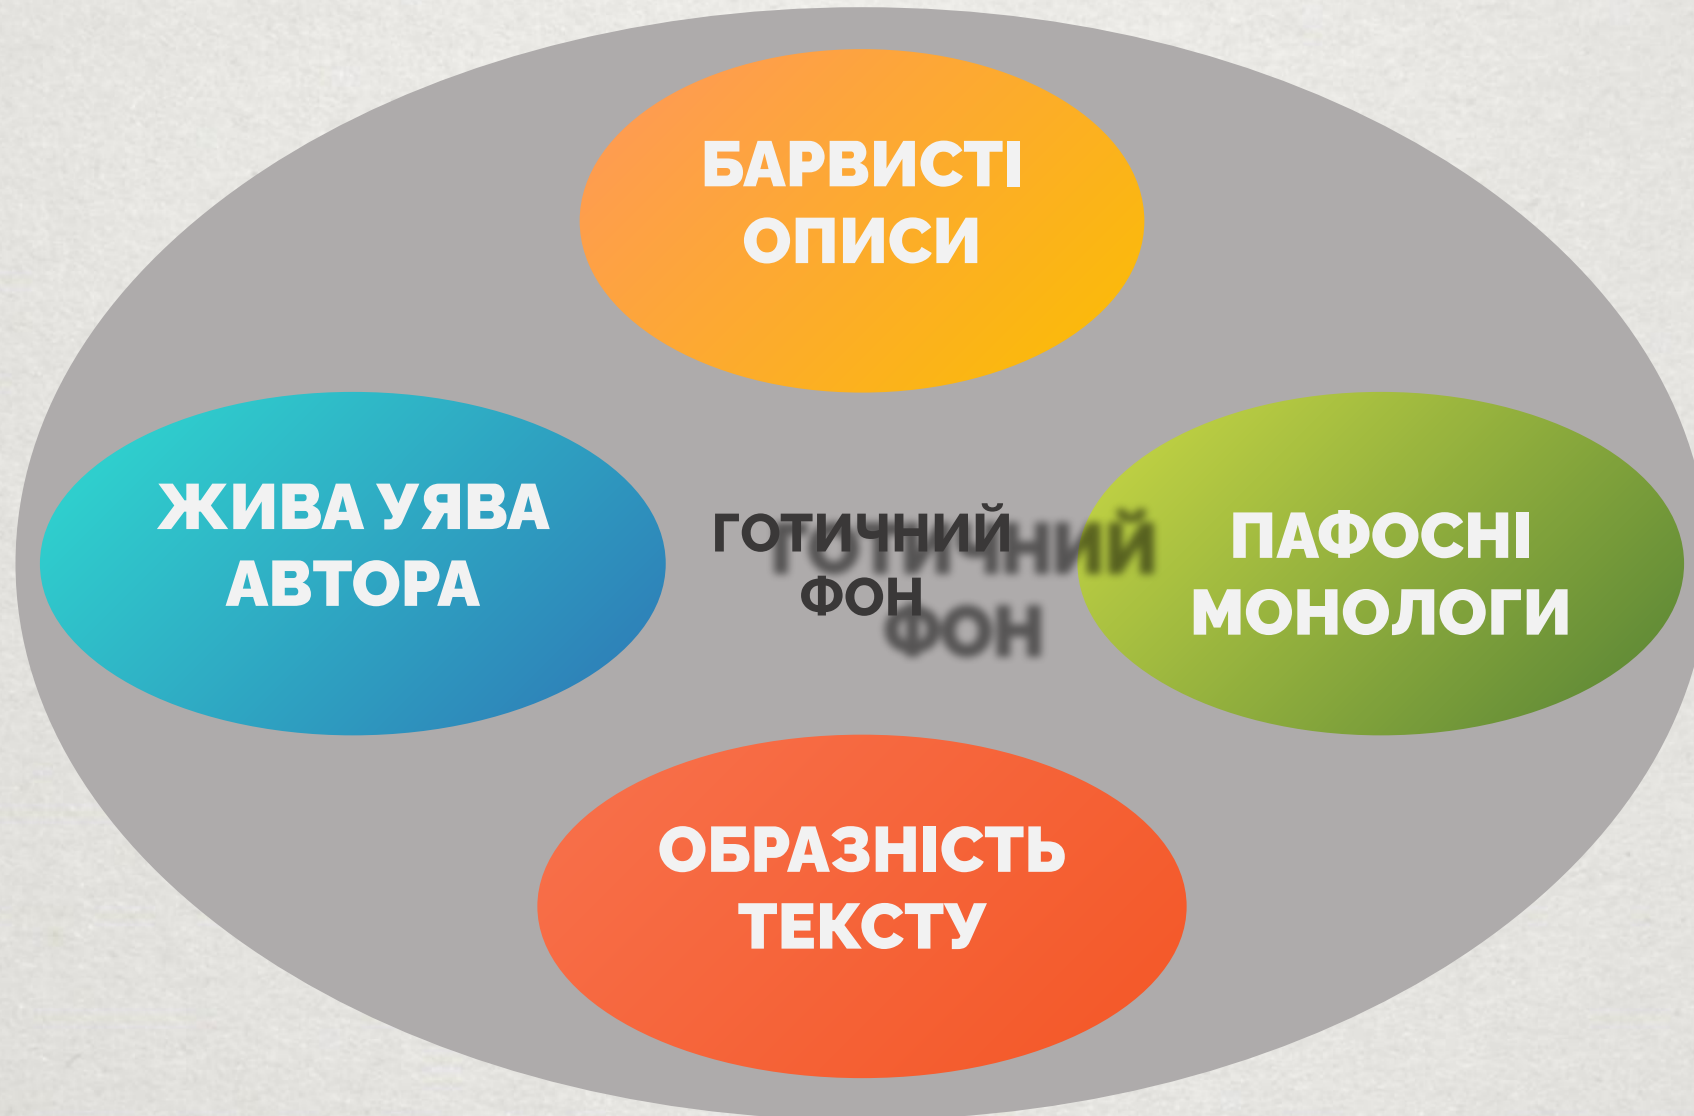 БАРВИСТІ
ОПИСИ
ЖИВА УЯВА
АВТОРА
ГОТИЧНИЙ
ФОН
ПАФОСНІ
МОНОЛОГИ
ОБРАЗНІСТЬ
ТЕКСТУ